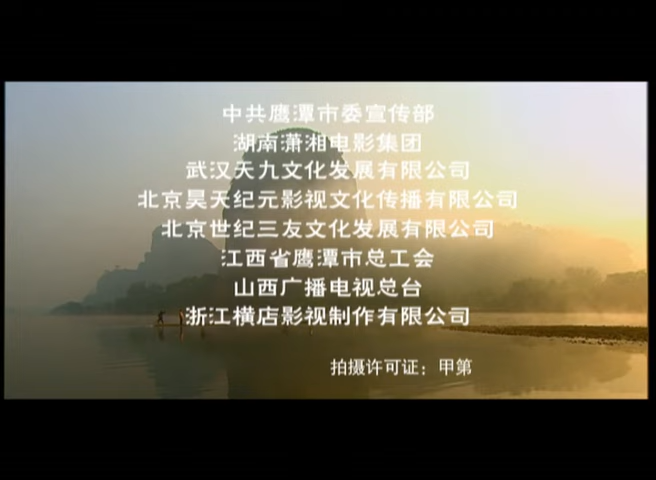 中共鹰潭市委宣传部
湖南潇湘电影集团
武汉天九文化发展有限公司
北京昊天纪元影视文化传播有限公司
北京世纪三友文化发展有限公司
江西省鹰潭市总工会
山西广播电视总台
浙江横店影视制作有限公司
拍摄许可证：甲第